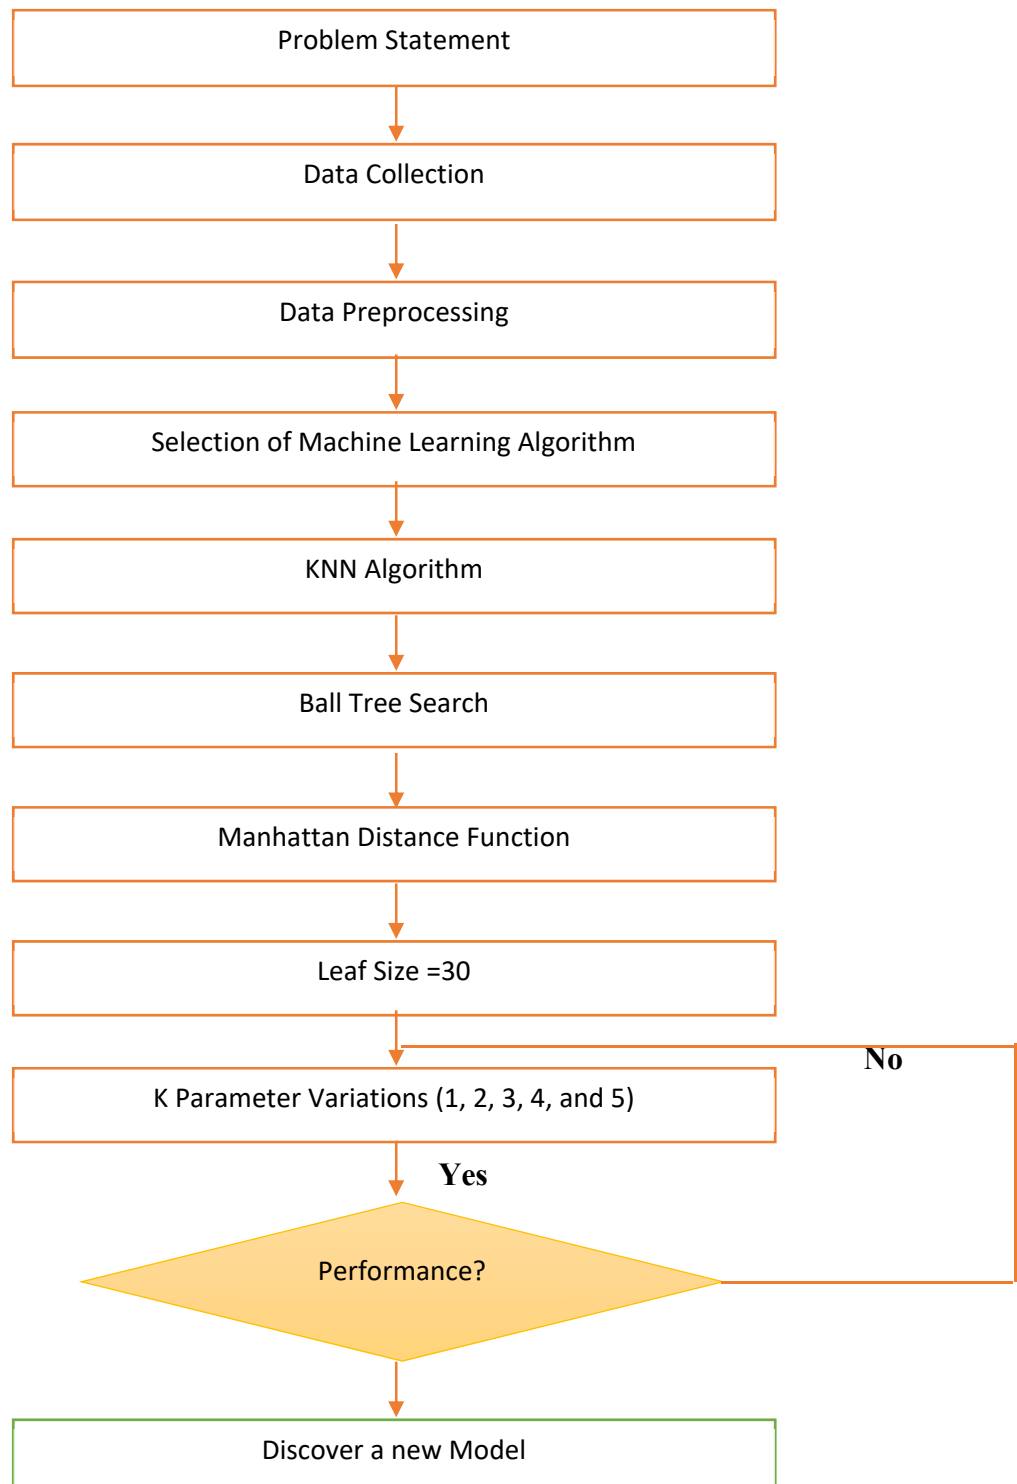 Problem Statement
Data Collection
Data Preprocessing
Selection of Machine Learning Algorithm
KNN Algorithm
Ball Tree Search
Manhattan Distance Function
Leaf Size =30
No
K Parameter Variations (1, 2, 3, 4, and 5)
Yes
Performance?
Discover a new Model